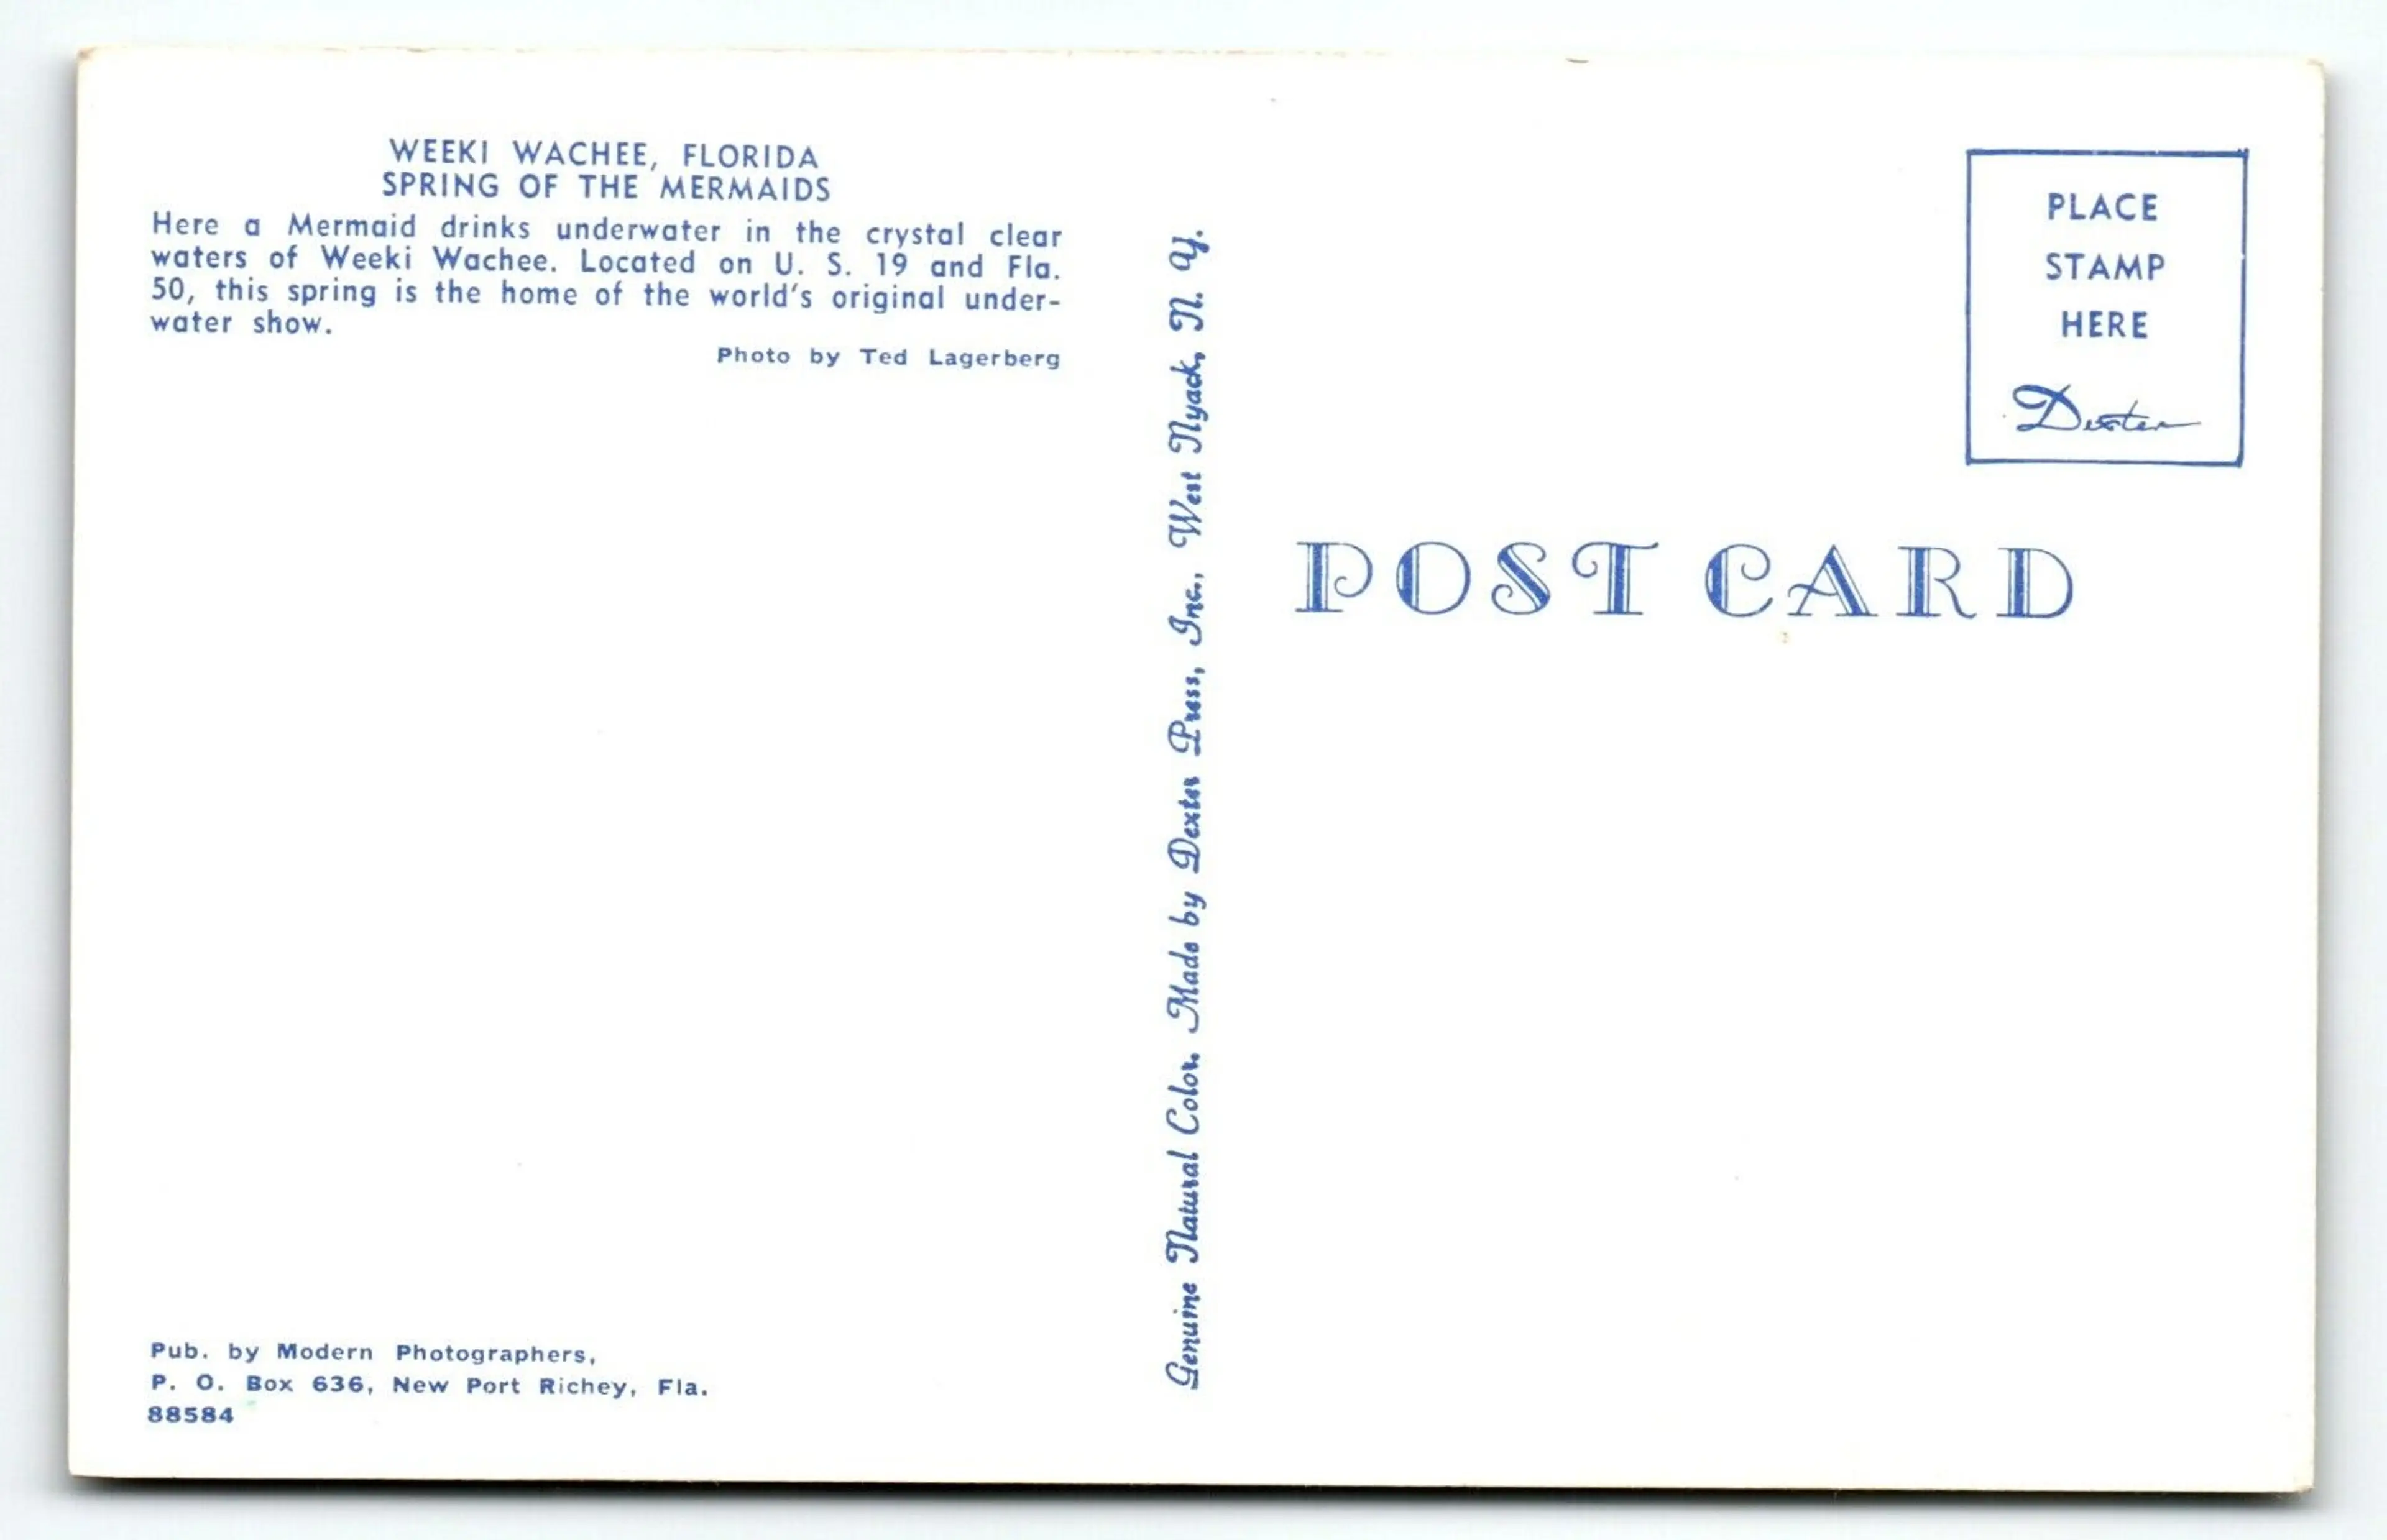 WEEKI WACHEE, FLORIDA
SPRING OF THE MERMAIDS
Here a Mermaid drinks underwater in the crystal clear
waters of Weeki Wachee. Located on U. S. 19 and Fla.
50, this spring is the home of the world's original under-
water show.
Photo by Ted Lagerberg
Pub. by Modern Photographers,
P. O. Box 636, New Port Richey, Fla.
88584
Genuine Natural Color. Made by Dexter Press, Inc., West Nyack, N. Y.
PLACE
STAMP
HERE
Dexter
POST CARD